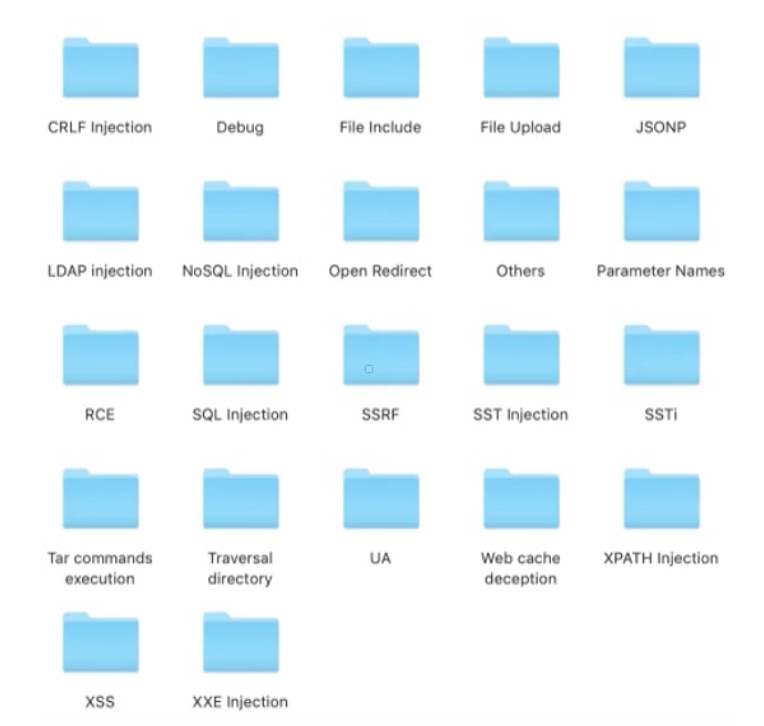 CRLF Injection
Debug
File Include
File Upload
JSONP
LDAP injection
NoSQL Injection
Open Redirect
Others
Parameter Names
RCE
SQL Injection
SSRF
SST Injection
SSTi
Tar commands
execution
Traversal
directory
UA
Web cache
deception
XPATH Injection
XSS
XXE Injection